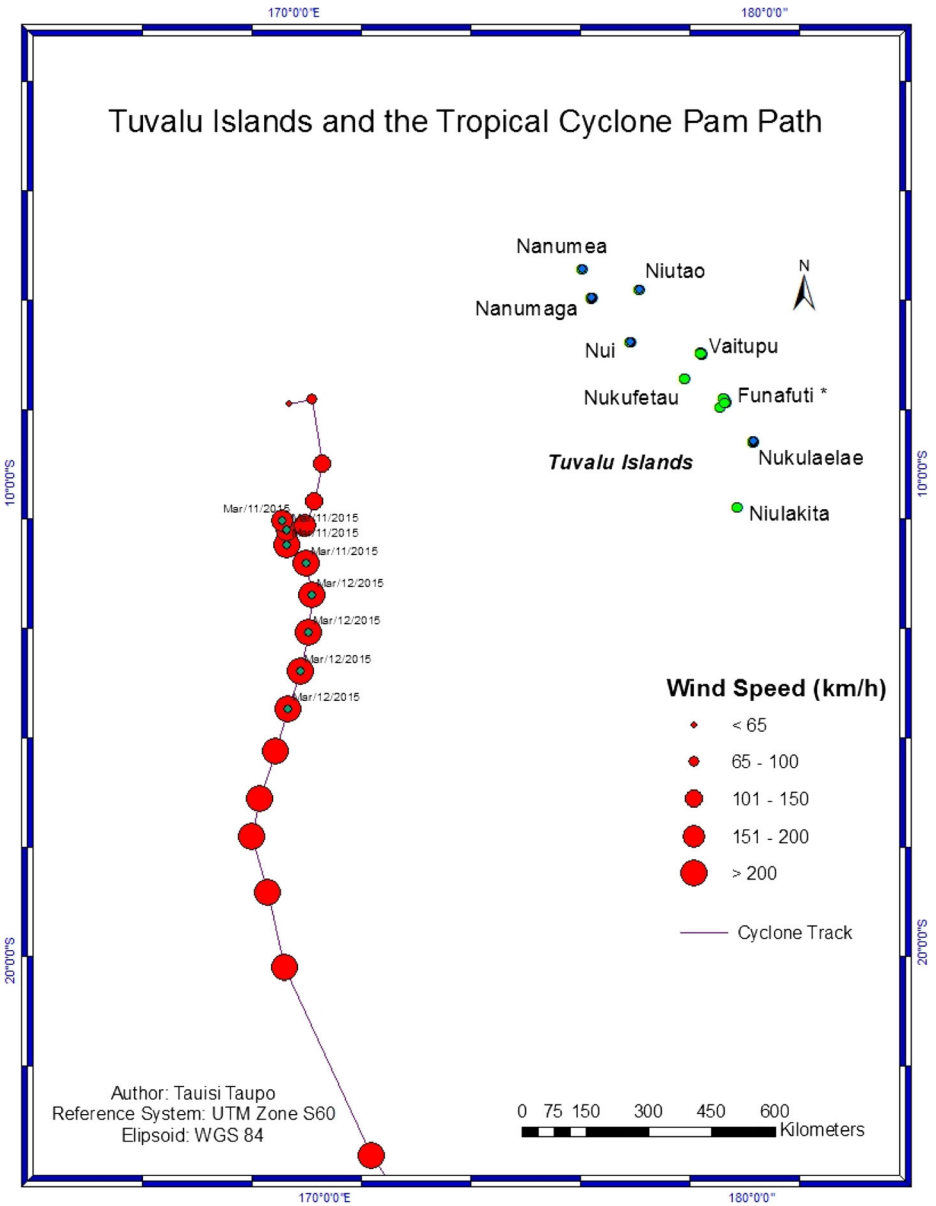 170°0'0"E
180°0'0"
Tuvalu Islands and the Tropical Cyclone Pam Path
Nanumea
N
Niutao
Nanumaga
Nui
Vaitupu
Nukufetau
Funafuti *
Tuvalu Islands
Nukulaelae
10°0'0"S
10°0'0"S
Niulakita
Mar/11/2015
Mar/11/2015
Mar/11/2015
Mar/11/2015
Mar/12/2015
Mar/12/2015
Mar/12/2015
Mar/12/2015
Wind Speed (km/h)
< 65
65 - 100
101 - 150
151 - 200
> 200
Cyclone Track
20°0'0"S
20°0'0"S
Author: Tauisi Taupo
Reference System: UTM Zone S60
Elipsoid: WGS 84
0 75 150 300 450 600
Kilometers
170°0'0"E
180°0'0"